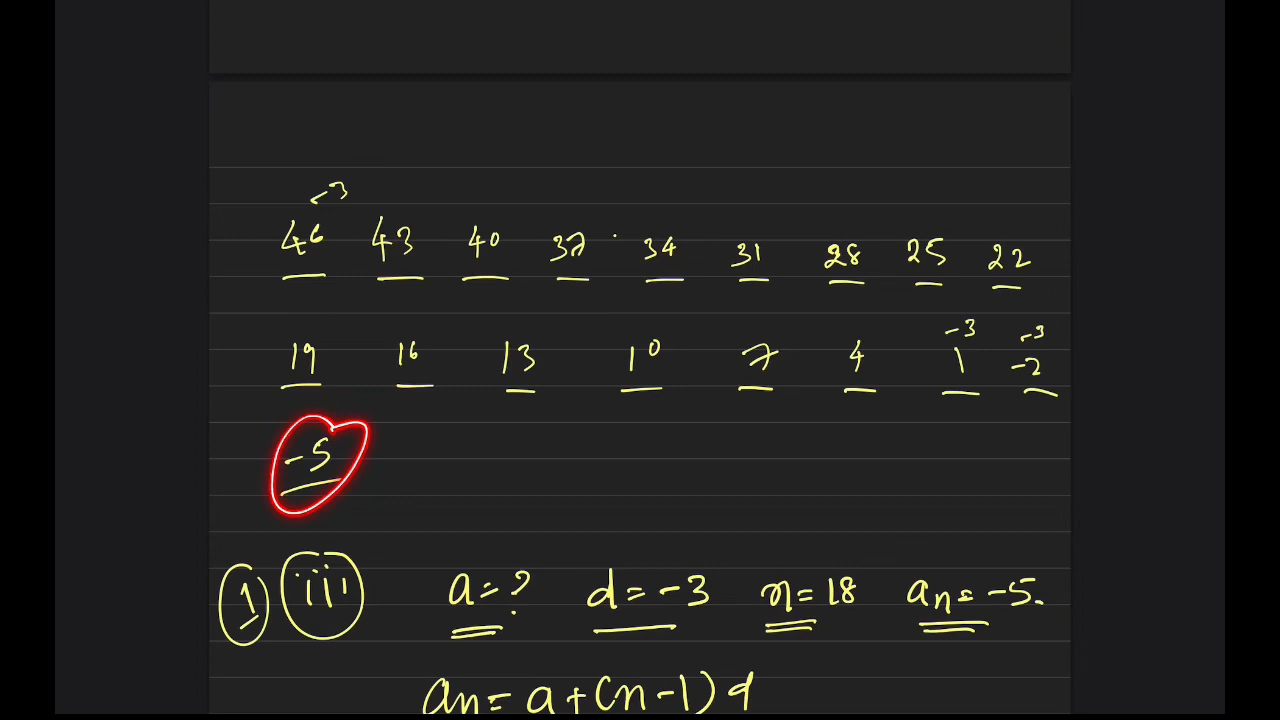 -3
46 43 40 37 34 31 28 25 22
-3 -3
19 16 13 10 7 4 1 -2
-5
1 iii a = ? d = -3 n = 18 an = -5.
an = a + (n - 1) d